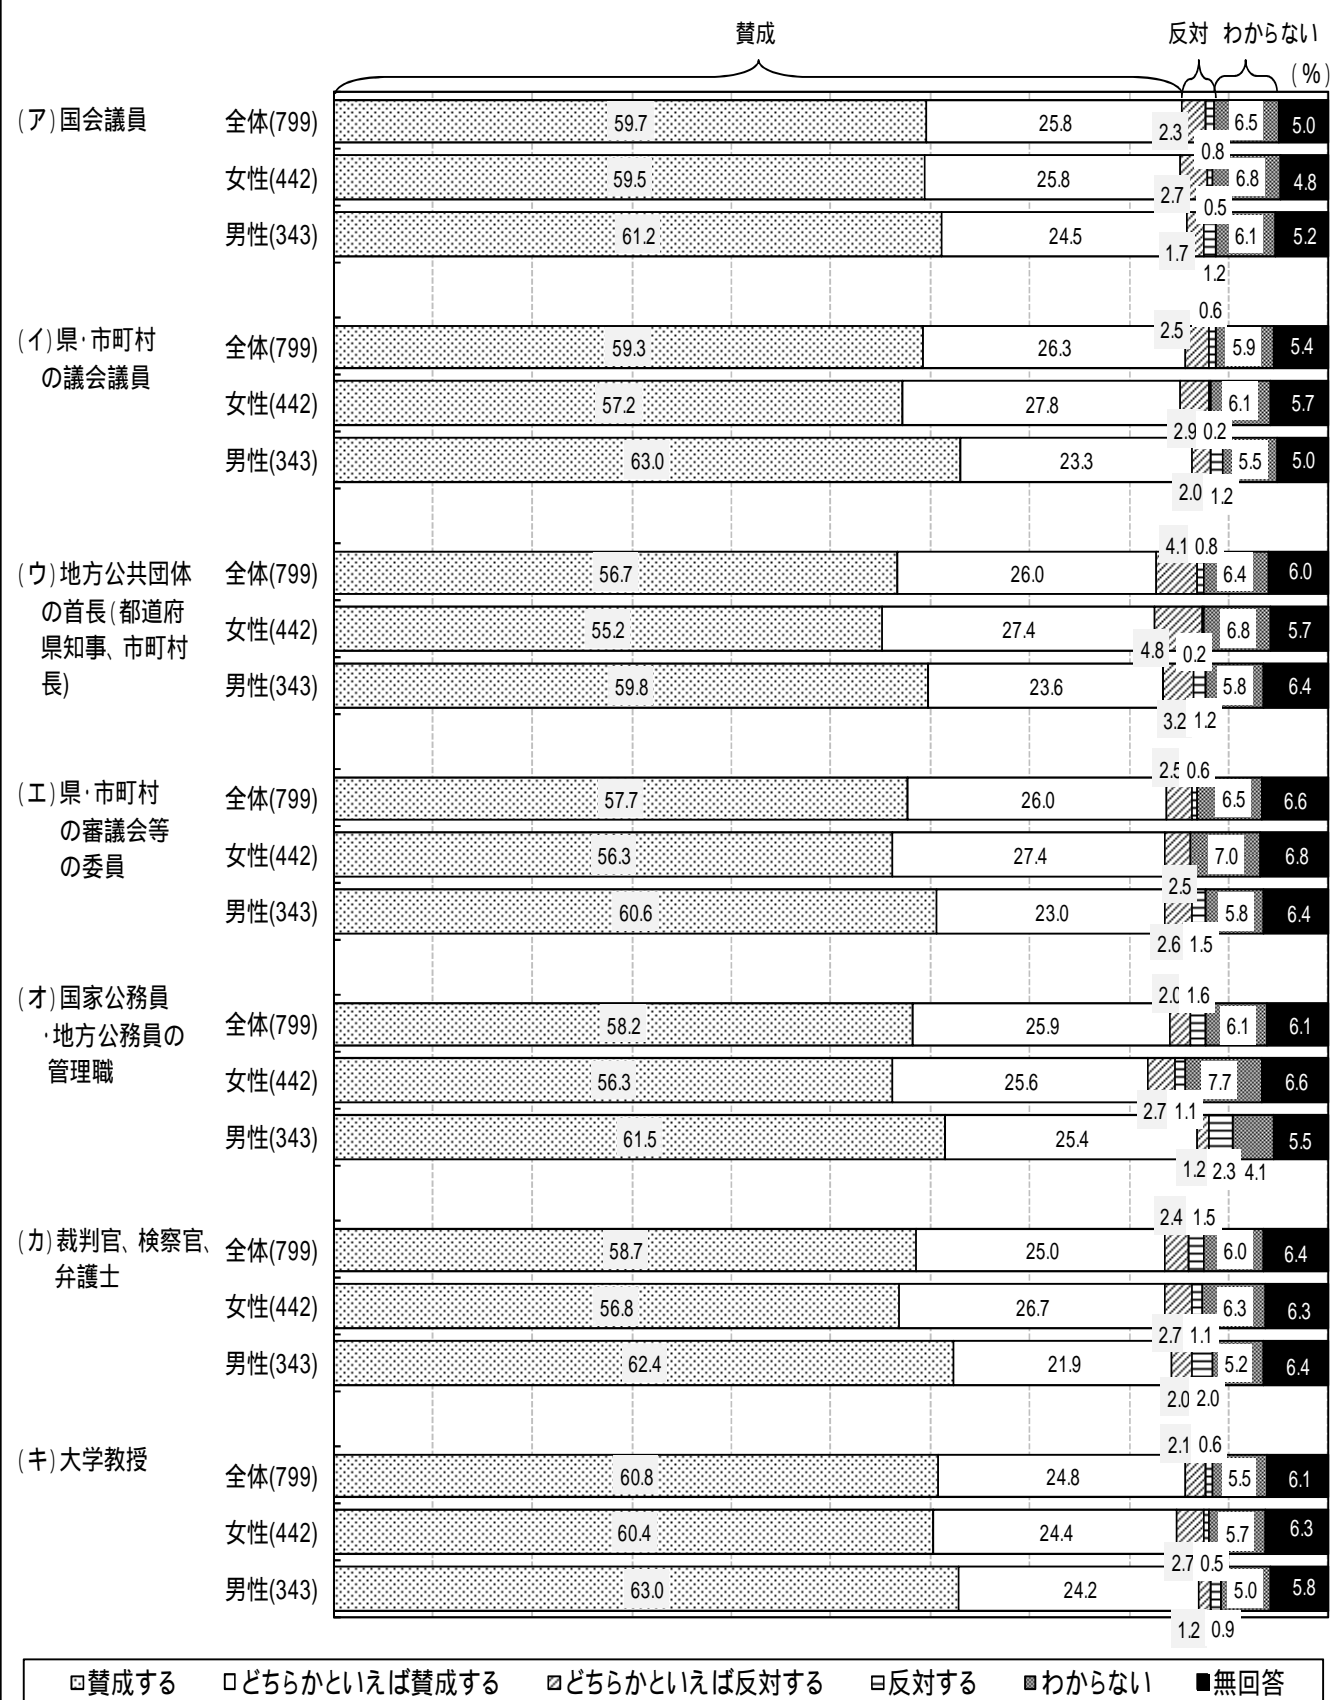 賛成 反対 わからない
(%)
(ア)国会議員 全体(799) 59.7 25.8 2.3 0.8 6.5 5.0
女性(442) 59.5 25.8 2.7 0.5 6.8 4.8
男性(343) 61.2 24.5 1.7 1.2 6.1 5.2
(イ)県・市町村
の議会議員
全体(799) 59.3 26.3 2.5 0.6 5.9 5.4
女性(442) 57.2 27.8 2.9 0.2 6.1 5.7
男性(343) 63.0 23.3 2.0 1.2 5.5 5.0
(ウ)地方公共団体
の首長(都道府
県知事、市町村
長)
全体(799) 56.7 26.0 4.1 0.8 6.4 6.0
女性(442) 55.2 27.4 4.8 0.2 6.8 5.7
男性(343) 59.8 23.6 3.2 1.2 5.8 6.4
(エ)県・市町村
の審議会等
の委員
全体(799) 57.7 26.0 2.5 0.6 6.5 6.6
女性(442) 56.3 27.4 2.5 7.0 6.8
男性(343) 60.6 23.0 2.6 1.5 5.8 6.4
(オ)国家公務員
・地方公務員の
管理職
全体(799) 58.2 25.9 2.0 1.6 6.1 6.1
女性(442) 56.3 25.6 2.7 1.1 7.7 6.6
男性(343) 61.5 25.4 1.2 2.3 4.1 5.5
(カ)裁判官、検察官、
弁護士
全体(799) 58.7 25.0 2.4 1.5 6.0 6.4
女性(442) 56.8 26.7 2.7 1.1 6.3 6.3
男性(343) 62.4 21.9 2.0 2.0 5.2 6.4
(キ)大学教授
全体(799) 60.8 24.8 2.1 0.6 5.5 6.1
女性(442) 60.4 24.4 2.7 0.5 5.7 6.3
男性(343) 63.0 24.2 1.2 0.9 5.0 5.8
賛成する どちらかといえば賛成する どちらかといえば反対する 反対する わからない 無回答